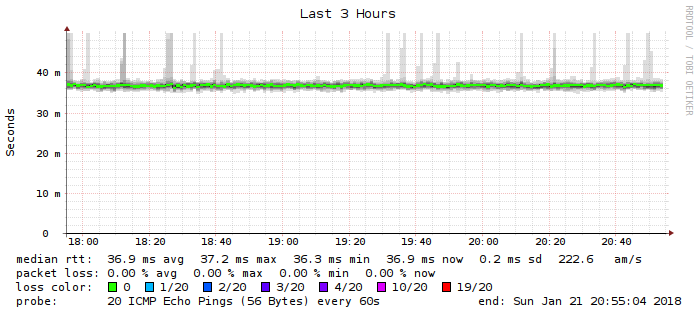 Last 3 Hours
RRDTOOL / TOBI OETIKER
Seconds
40 m
30 m
20 m
10 m
0
18:00 18:20 18:40 19:00 19:20 19:40 20:00 20:20 20:40
median rtt: 36.9 ms avg 37.2 ms max 36.3 ms min 36.9 ms now 0.2 ms sd 222.6 am/s
packet loss: 0.00 % avg 0.00 % max 0.00 % min 0.00 % now
loss color: 0 1/20 2/20 3/20 4/20 10/20 19/20
probe: 20 ICMP Echo Pings (56 Bytes) every 60s end: Sun Jan 21 20:55:04 2018